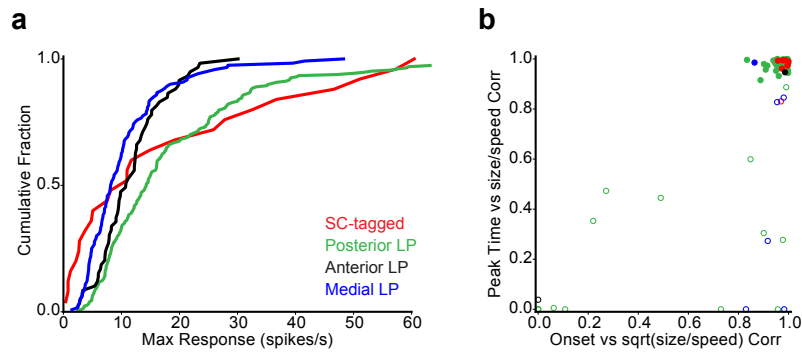 a
1.0
0.5
0.0
Cumulative Fraction
0 10 20 30 40 50 60
Max Response (spikes/s)
SC-tagged
Posterior LP
Anterior LP
Medial LP
b
1.0
0.8
0.6
0.4
0.2
0.0
Peak Time vs size/speed Corr
0.0 0.2 0.4 0.6 0.8 1.0
Onset vs sqrt(size/speed) Corr